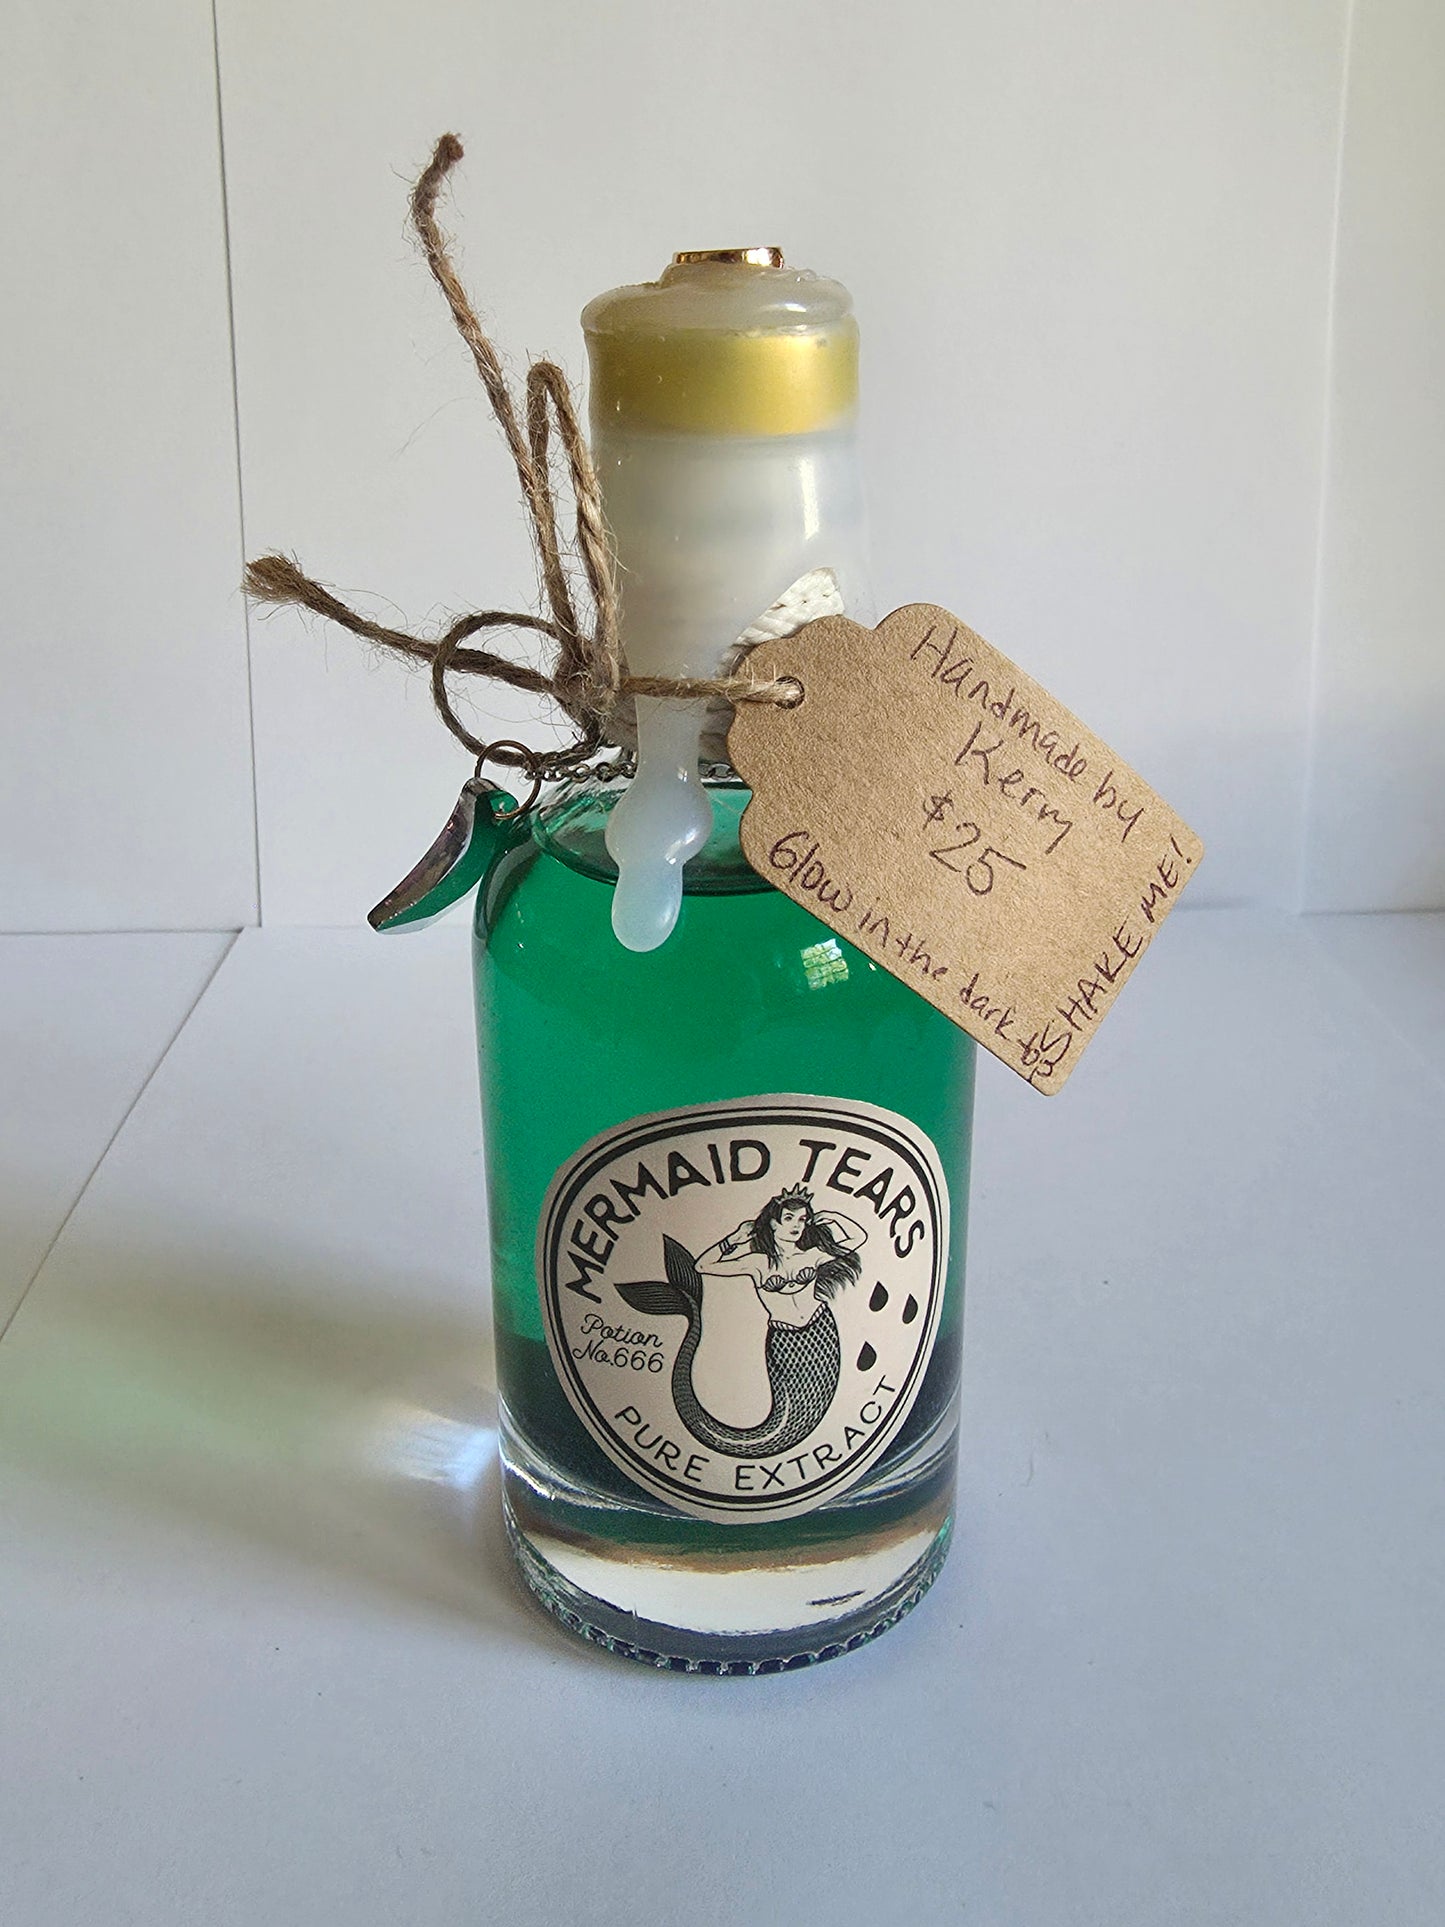 Handmade by
Kerry
$25
Glow in the dark &
SHAKE ME!
MERMAID TEARS
Potion
No.666
PURE EXTRACT